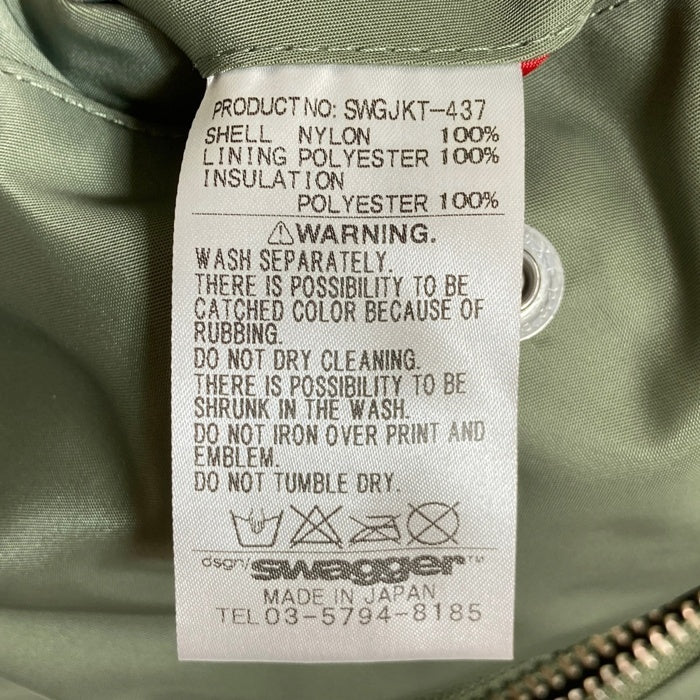 PRODUCT NO: SWGJKT-437
SHELL NYLON 100%
LINING POLYESTER 100%
INSULATION
POLYESTER 100%
WARNING.
WASH SEPARATELY.
THERE IS POSSIBILITY TO BE
CATCHED COLOR BECAUSE OF
RUBBING.
DO NOT DRY CLEANING.
THERE IS POSSIBILITY TO BE
SHRUNK IN THE WASH.
DO NOT IRON OVER PRINT AND
EMBLEM.
DO NOT TUMBLE DRY.
dsgn/swagger™
MADE IN JAPAN
TEL 03-5794-8185